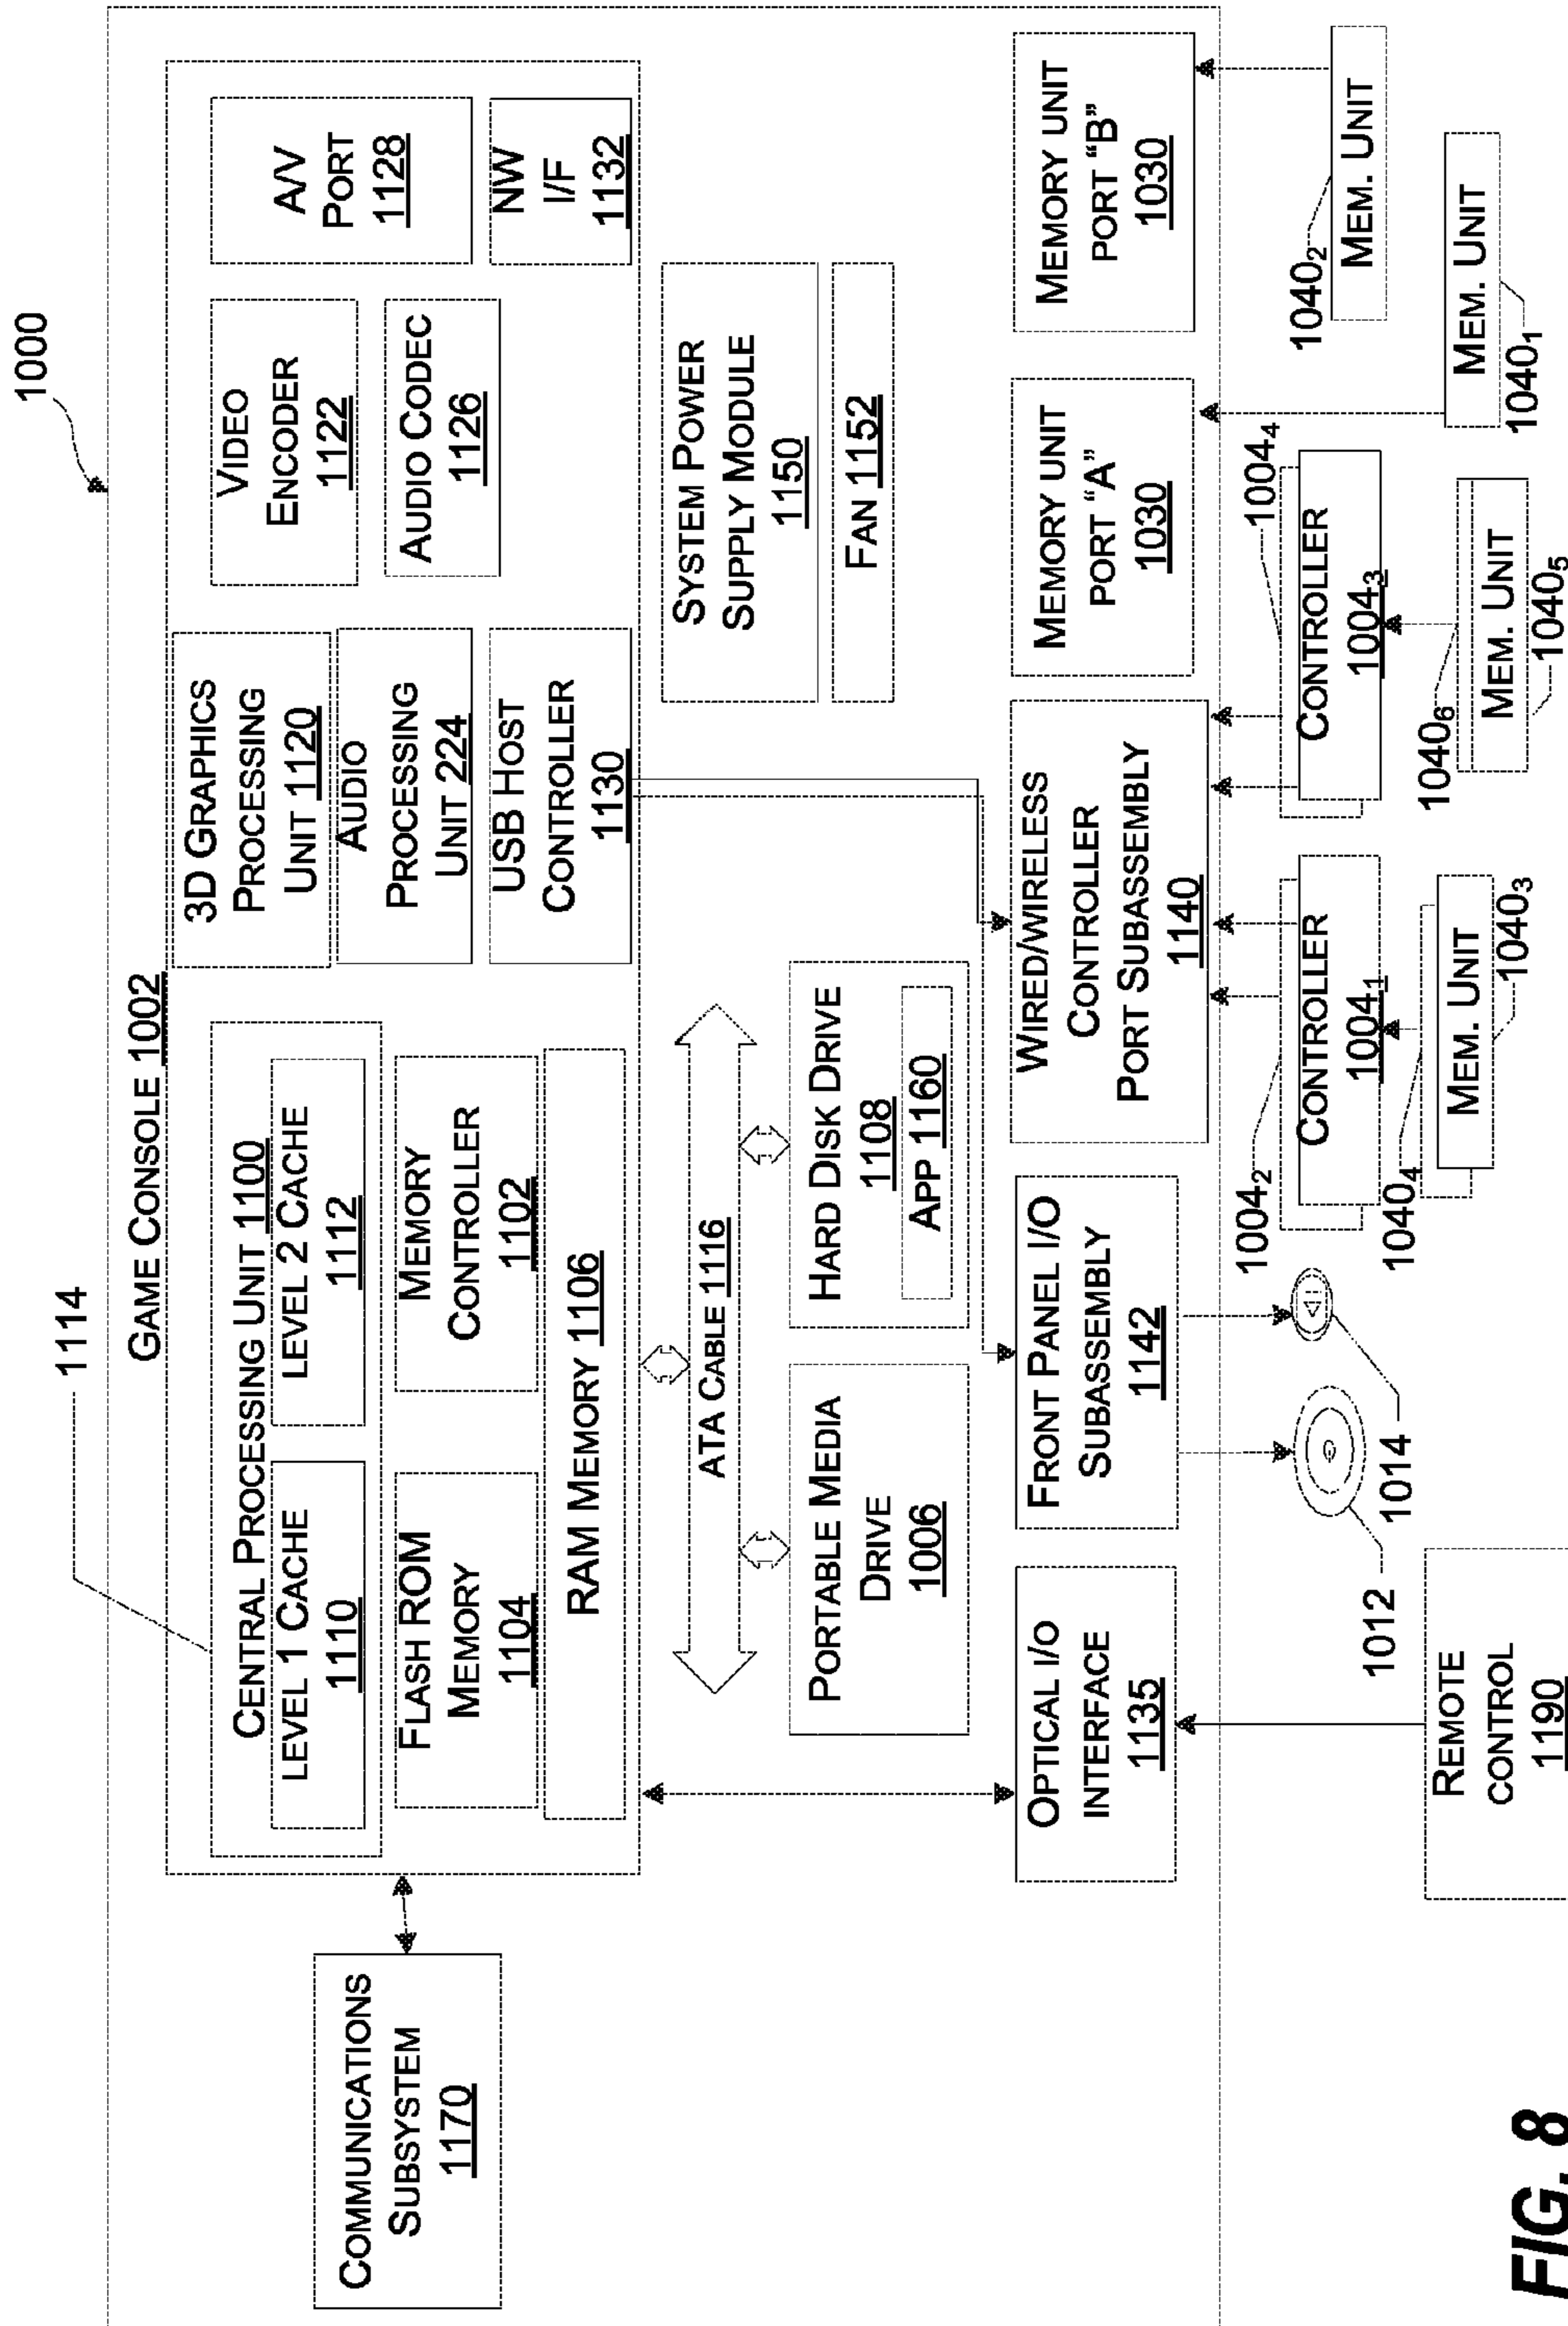 1000
1114
GAME CONSOLE 1002
CENTRAL PROCESSING UNIT 1100
LEVEL 1 CACHE
1110
LEVEL 2 CACHE
1112
FLASH ROM
MEMORY
1104
MEMORY
CONTROLLER
1102
RAM MEMORY 1106
3D GRAPHICS
PROCESSING
UNIT 1120
AUDIO
PROCESSING
UNIT 224
USB HOST
CONTROLLER
1130
VIDEO
ENCODER
1122
AUDIO CODEC
1126
A/V
PORT
1128
NW
I/F
1132
COMMUNICATIONS
SUBSYSTEM
1170
ATA CABLE 1116
PORTABLE MEDIA
DRIVE
1006
HARD DISK DRIVE
1108
APP 1160
SYSTEM POWER
SUPPLY MODULE
1150
FAN 1152
OPTICAL I/O
INTERFACE
1135
FRONT PANEL I/O
SUBASSEMBLY
1142
WIRED/WIRELESS
CONTROLLER
PORT SUBASSEMBLY
1140
MEMORY UNIT
PORT “A”
1030
MEMORY UNIT
PORT “B”
1030
REMOTE
CONTROL
1190
1012
1014
1004₂
CONTROLLER
1004₁
1040₄
MEM. UNIT
1040₃
1004₄
CONTROLLER
1004₃
1040₆
MEM. UNIT
1040₅
1040₂
MEM. UNIT
MEM. UNIT
1040₁
FIG. 8